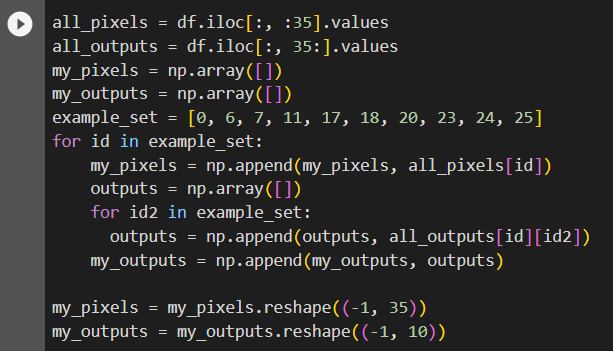 all_pixels = df.iloc[:, :35].values
all_outputs = df.iloc[:, 35:].values
my_pixels = np.array([])
my_outputs = np.array([])
example_set = [0, 6, 7, 11, 17, 18, 20, 23, 24, 25]
for id in example_set:
    my_pixels = np.append(my_pixels, all_pixels[id])
    outputs = np.array([])
    for id2 in example_set:
      outputs = np.append(outputs, all_outputs[id][id2])
    my_outputs = np.append(my_outputs, outputs)

my_pixels = my_pixels.reshape((-1, 35))
my_outputs = my_outputs.reshape((-1, 10))